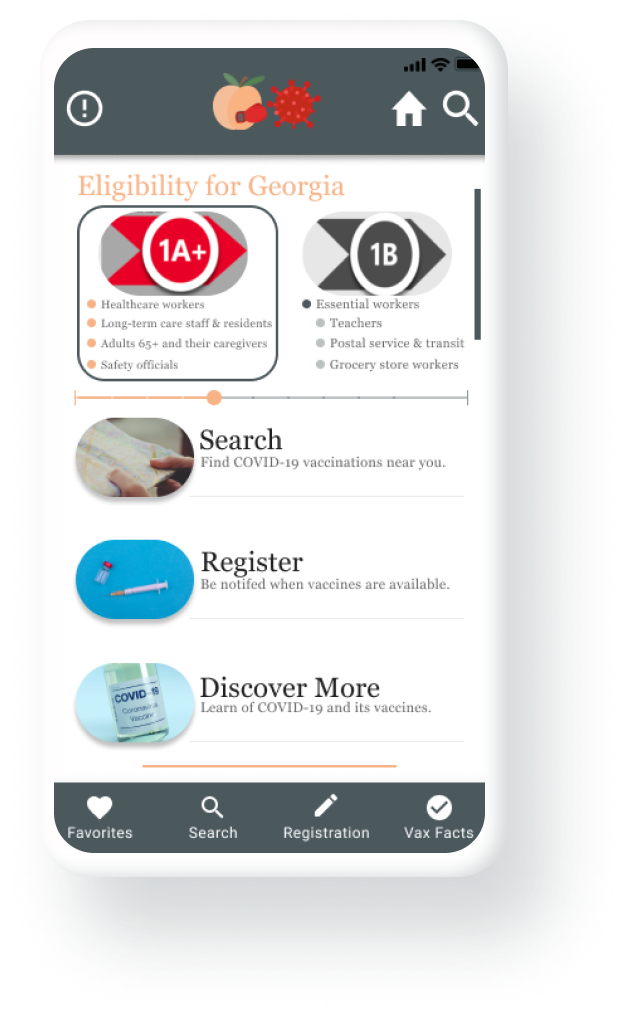 Eligibility for Georgia
1A+
1B
Healthcare workers
Long-term care staff & residents
Adults 65+ and their caregivers
Safety officials
Essential workers
Teachers
Postal service & transit
Grocery store workers
Search
Find COVID-19 vaccinations near you.
Register
Be notifed when vaccines are available.
COVID-19
Coronavirus
Vaccine
Discover More
Learn of COVID-19 and its vaccines.
Favorites
Search
Registration
Vax Facts